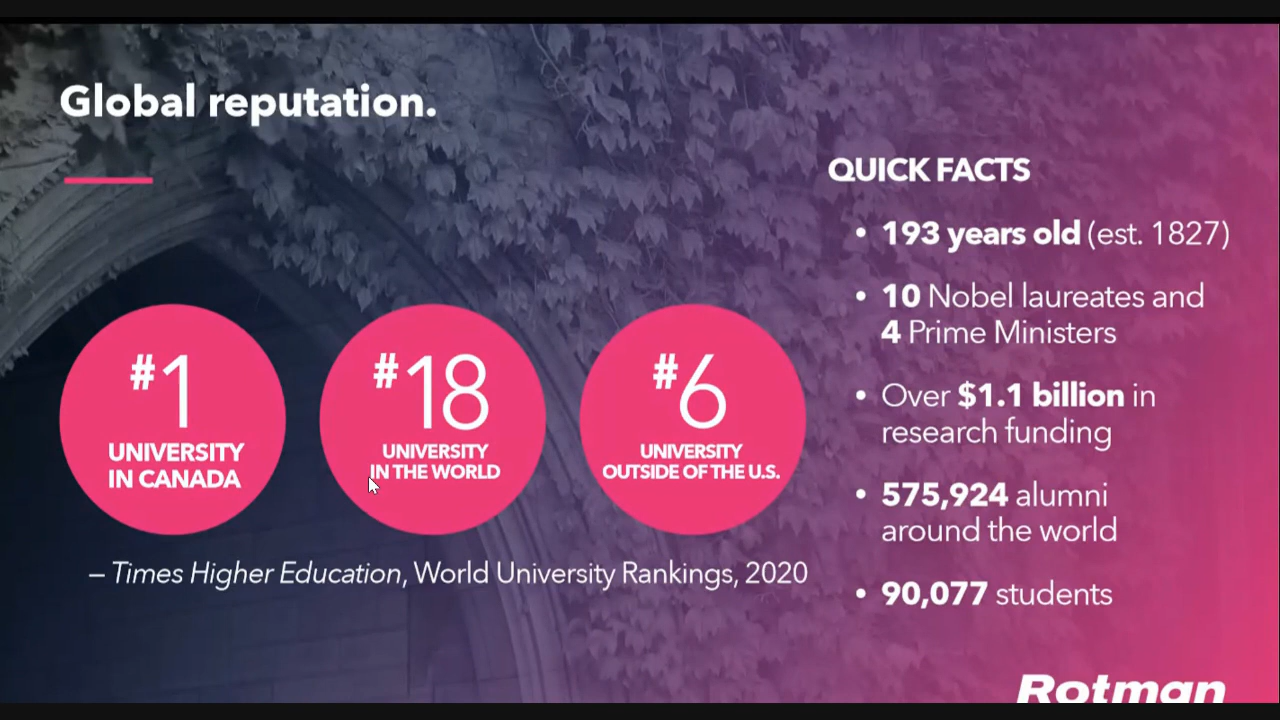 Global reputation.
#1
UNIVERSITY
IN CANADA
#18
UNIVERSITY
IN THE WORLD
#6
UNIVERSITY
OUTSIDE OF THE U.S.
– Times Higher Education, World University Rankings, 2020
QUICK FACTS
• 193 years old (est. 1827)
• 10 Nobel laureates and
4 Prime Ministers
• Over $1.1 billion in
research funding
• 575,924 alumni
around the world
• 90,077 students
Rotman